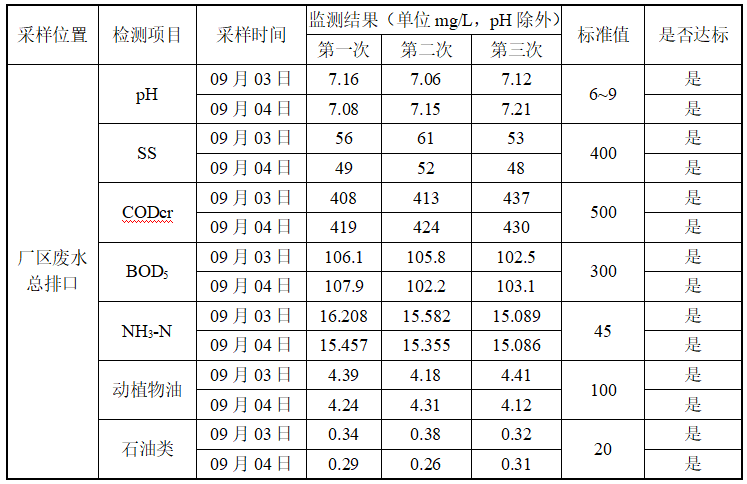 采样位置 检测项目 采样时间 监测结果（单位 mg/L，pH 除外） 标准值 是否达标
第一次 第二次 第三次
厂区废水总排口
pH 09 月 03 日 7.16 7.06 7.12 6~9 是
09 月 04 日 7.08 7.15 7.21 是
SS 09 月 03 日 56 61 53 400 是
09 月 04 日 49 52 48 是
CODcr 09 月 03 日 408 413 437 500 是
09 月 04 日 419 424 430 是
BOD₅ 09 月 03 日 106.1 105.8 102.5 300 是
09 月 04 日 107.9 102.2 103.1 是
NH₃-N 09 月 03 日 16.208 15.582 15.089 45 是
09 月 04 日 15.457 15.355 15.086 是
动植物油 09 月 03 日 4.39 4.18 4.41 100 是
09 月 04 日 4.24 4.31 4.12 是
石油类 09 月 03 日 0.34 0.38 0.32 20 是
09 月 04 日 0.29 0.26 0.31 是